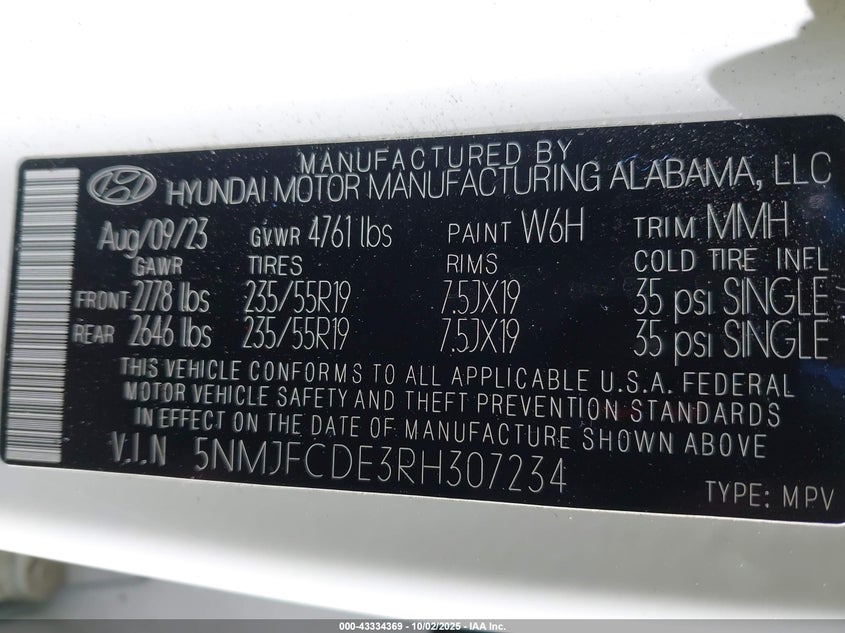 MANUFACTURED BY
HYUNDAI MOTOR MANUFACTURING ALABAMA, LLC
Aug/09/23 GVWR 4761 lbs PAINT W6H TRIM MMH
GAWR TIRES RIMS COLD TIRE INFL
FRONT 2778 lbs 235/55R19 7.5JX19 35 psi SINGLE
REAR 2646 lbs 235/55R19 7.5JX19 35 psi SINGLE
THIS VEHICLE CONFORMS TO ALL APPLICABLE U.S.A. FEDERAL
MOTOR VEHICLE SAFETY AND THEFT PREVENTION STANDARDS
IN EFFECT ON THE DATE OF MANUFACTURE SHOWN ABOVE
V.I.N 5NMJFCDE3RH307234
TYPE: MPV
000-43334369 - 10/02/2025 - IAA Inc.